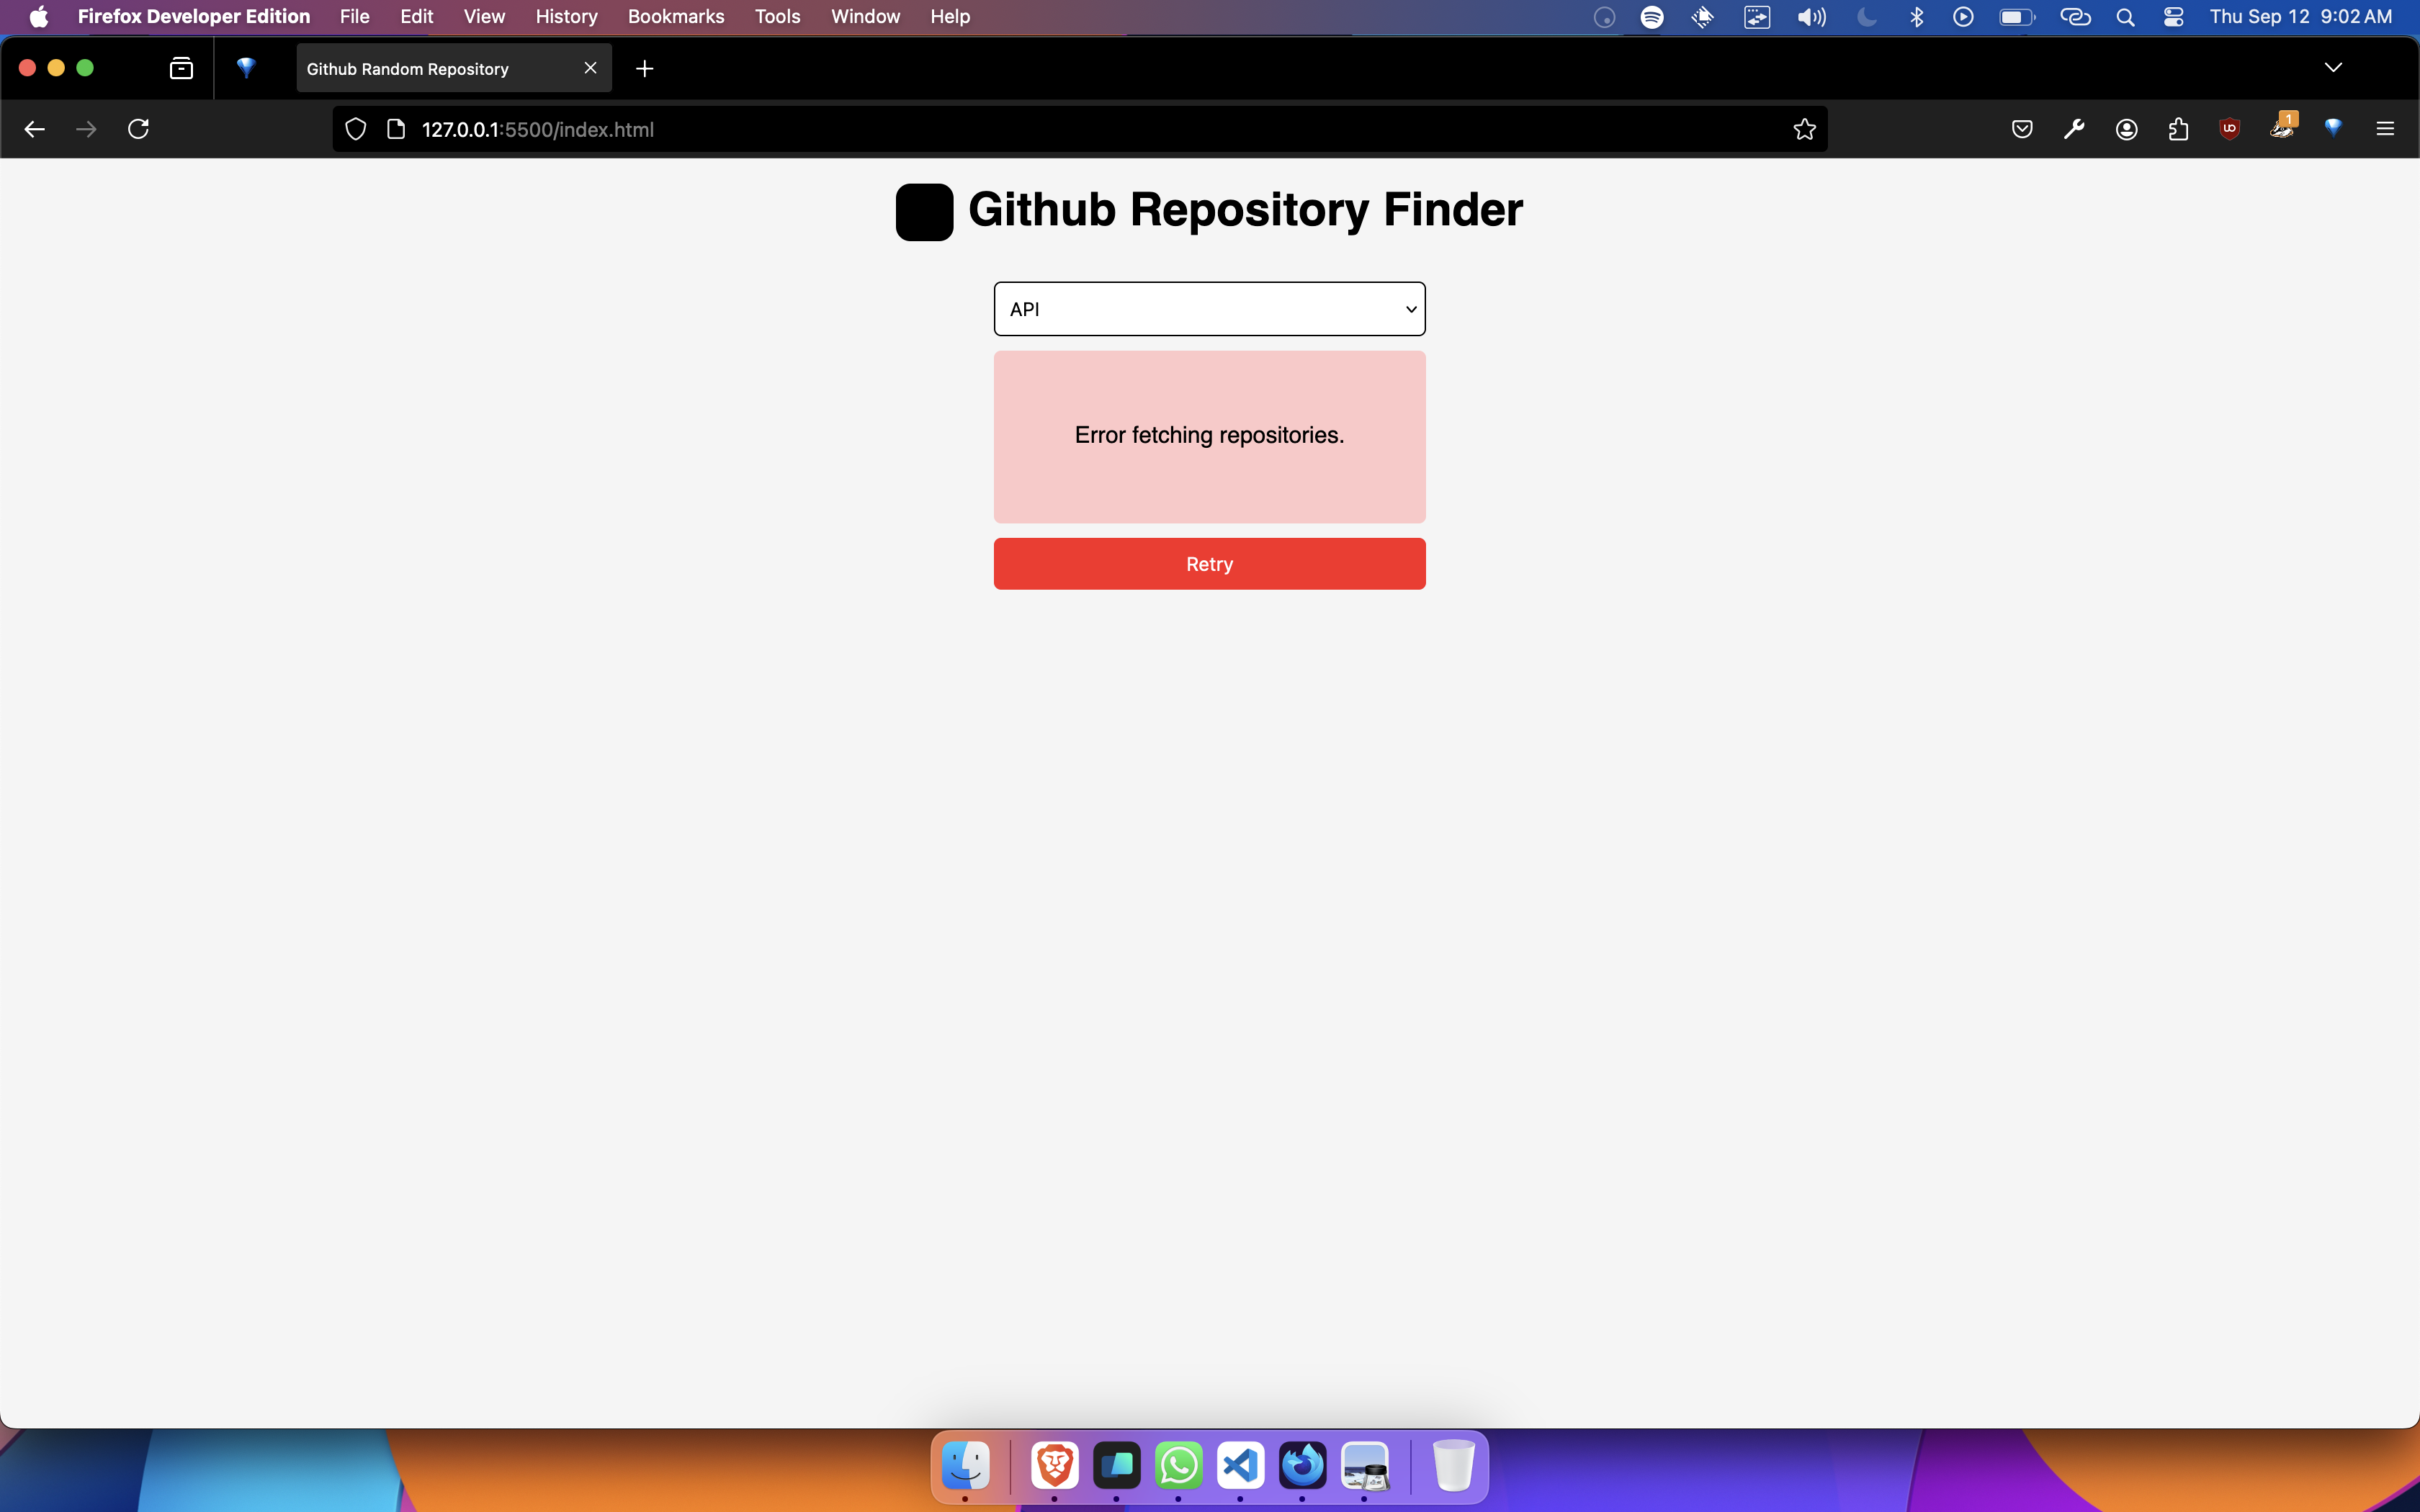 Firefox Developer Edition File Edit View History Bookmarks Tools Window Help Thu Sep 12 9:02 AM
Github Random Repository
127.0.0.1:5500/index.html
1
Github Repository Finder
API
Error fetching repositories.
Retry